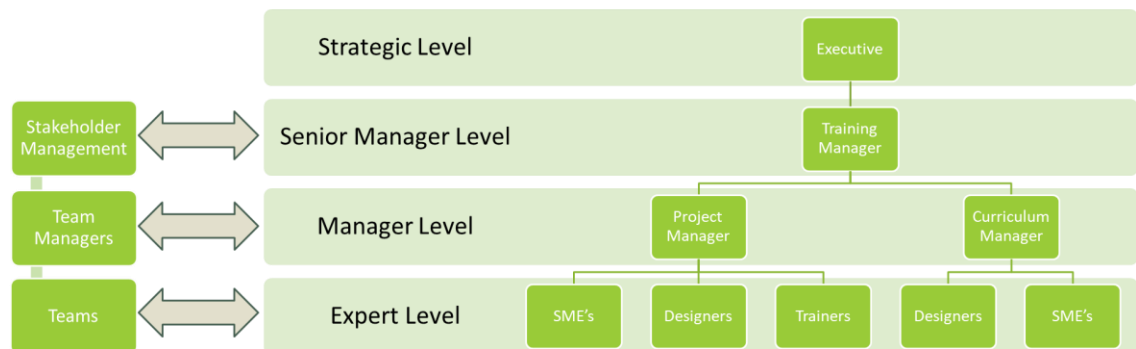 Strategic Level
Executive
Stakeholder
Management
Senior Manager Level
Training
Manager
Team
Managers
Manager Level
Project
Manager
Curriculum
Manager
Teams
Expert Level
SME's
Designers
Trainers
Designers
SME's